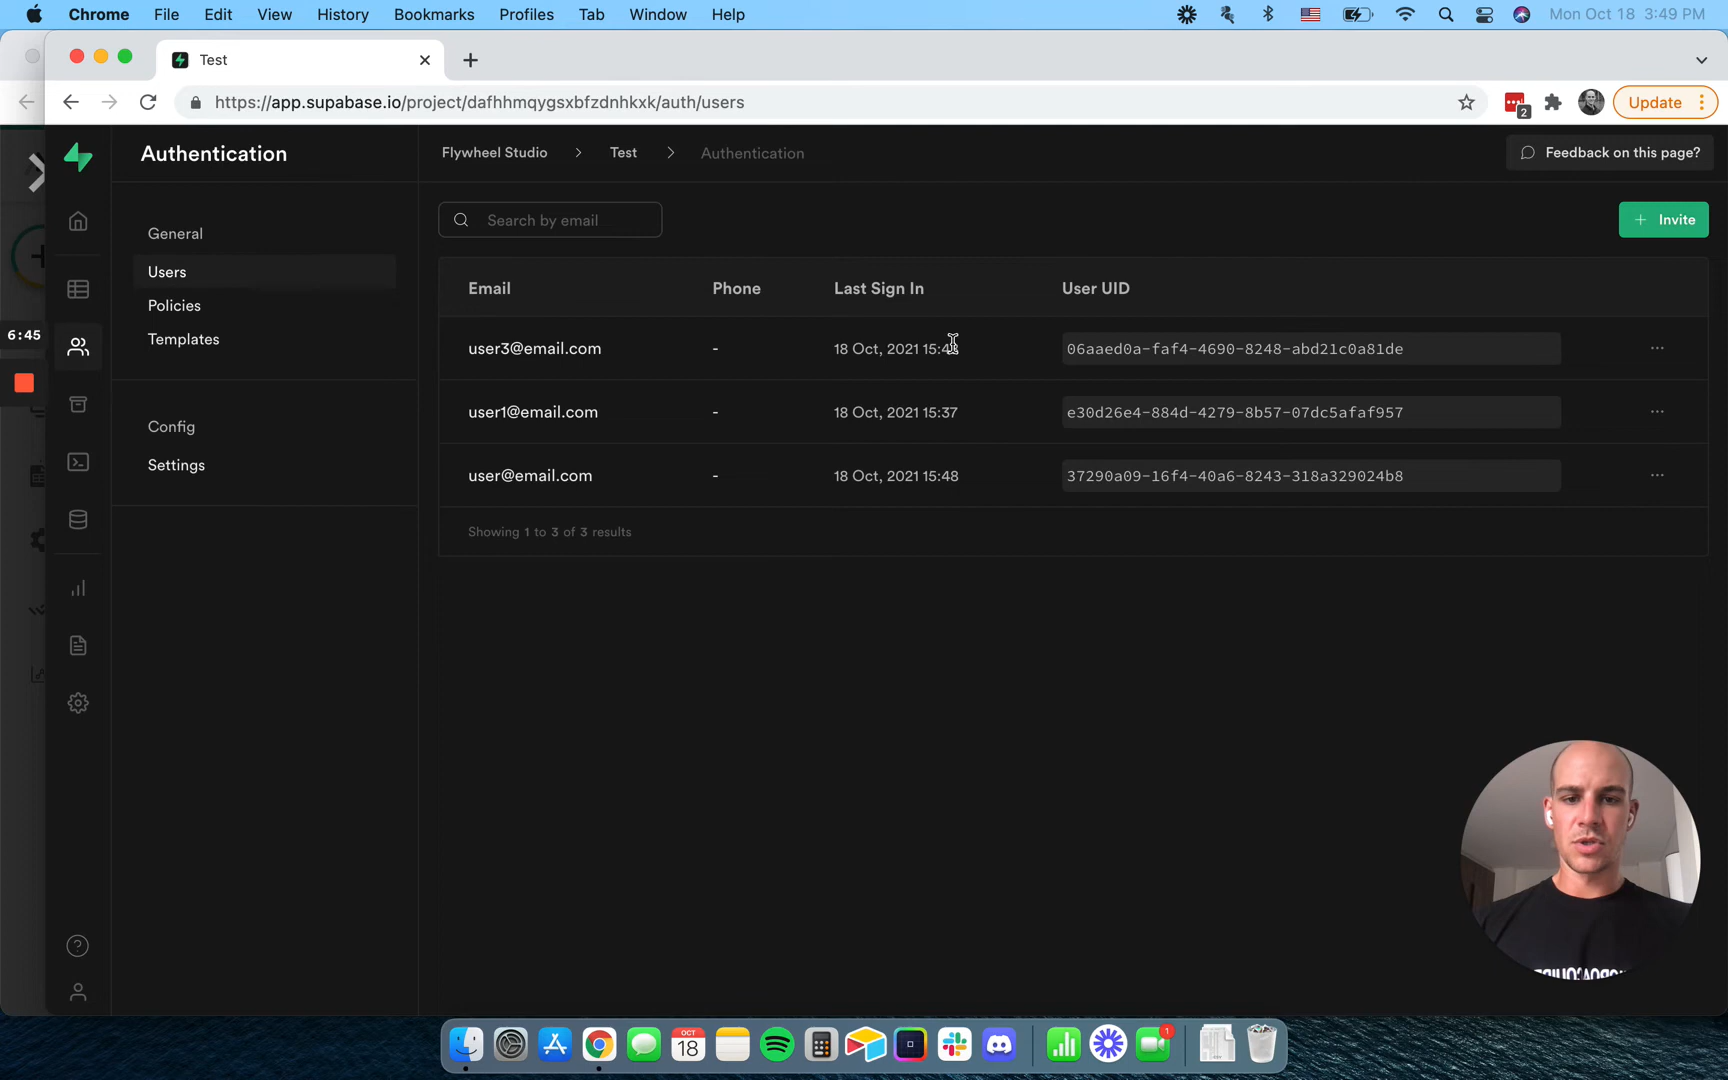 Chrome File Edit View History Bookmarks Profiles Tab Window Help Mon Oct 18 3:49 PM
Test
https://app.supabase.io/project/dafhhmqygsxbfzdnhkxk/auth/users 2 Update
Authentication Flywheel Studio > Test > Authentication Feedback on this page?
Search by email + Invite
General
Users
Policies
Templates
Config
Settings
6:45
Email Phone Last Sign In User UID
user3@email.com - 18 Oct, 2021 06aaed0a-faf4-4690-8248-abd21c0a81de ...
user1@email.com - 18 Oct, 2021 15:37 e30d26e4-884d-4279-8b57-07dc5afaf957 ...
user@email.com - 18 Oct, 2021 15:48 37290a09-16f4-40a6-8243-318a329024b8 ...
Showing 1 to 3 of 3 results
OCT
18
1